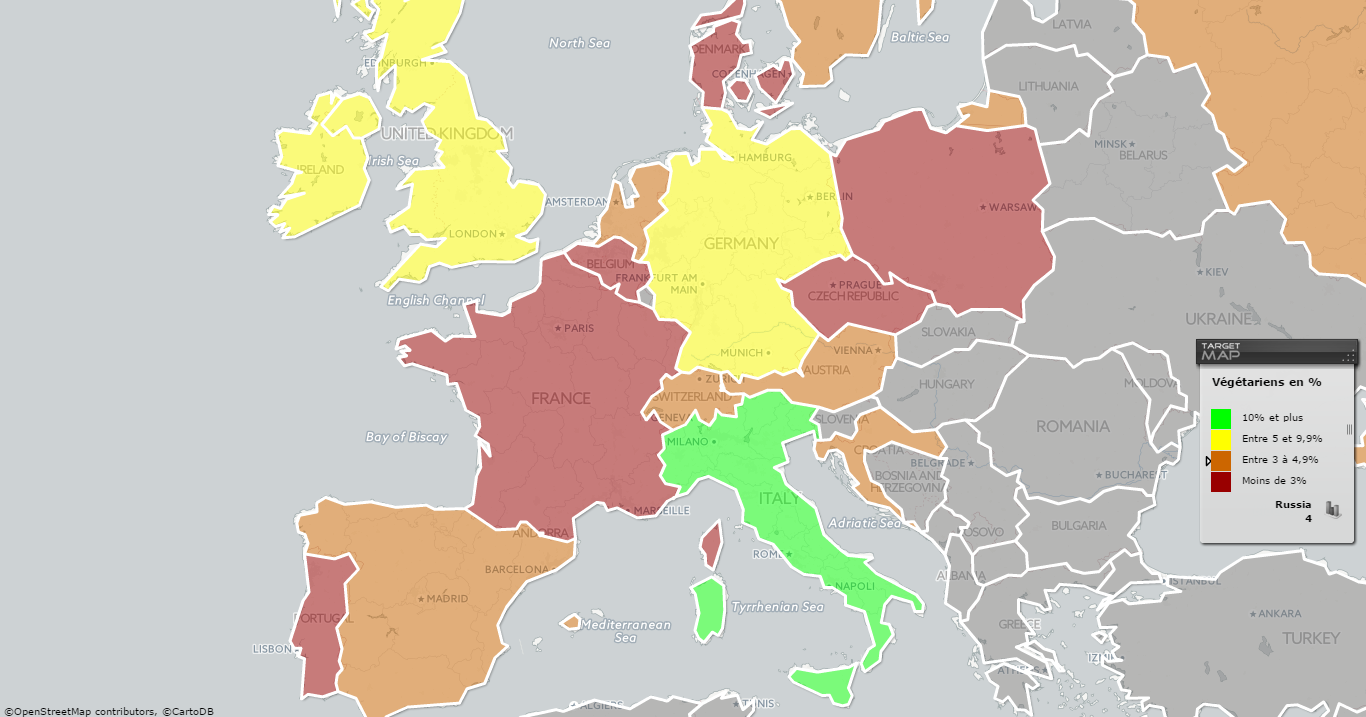 LATVIA
North Sea
Baltic Sea
DENMARK
EDINBURGH
COPENHAGEN
LITHUANIA
UNITED KINGDOM
MINSK
BELARUS
HAMBURG
Irish Sea
IRELAND
AMSTERDAM
BERLIN
WARSAW
LONDON
GERMANY
KIEV
BELGIUM
FRANKFURT AM
MAIN
PRAGUE
CZECH REPUBLIC
English Channel
UKRAINE
PARIS
SLOVAKIA
VIENNA
MUNICH
AUSTRIA
TARGET
MAP
ZURICH
HUNGARY
MOLDOVA
Végétariens en %
FRANCE
SWITZERLAND
GENEVA
SLOVENIA
10% et plus
ROMANIA
Bay of Biscay
MILANO
Entre 5 et 9,9%
CROATIA
BELGRADE
Entre 3 à 4,9%
BOSNIA AND
HERZEGOVINA
BUCHAREST
Moins de 3%
ITALY
MARSEILLE
Russia
4
Adriatic Sea
BULGARIA
ANDORRA
KOSOVO
ROME
BARCELONA
ALBANIA
ISTANBUL
NAPOLI
MADRID
Tyrrhenian Sea
ANKARA
PORTUGAL
Mediterranean
Sea
GREECE
TURKEY
LISBON
IZMIR
ATHENS
ALGIERS
TUNIS
©OpenStreetMap contributors, ©CartoDB